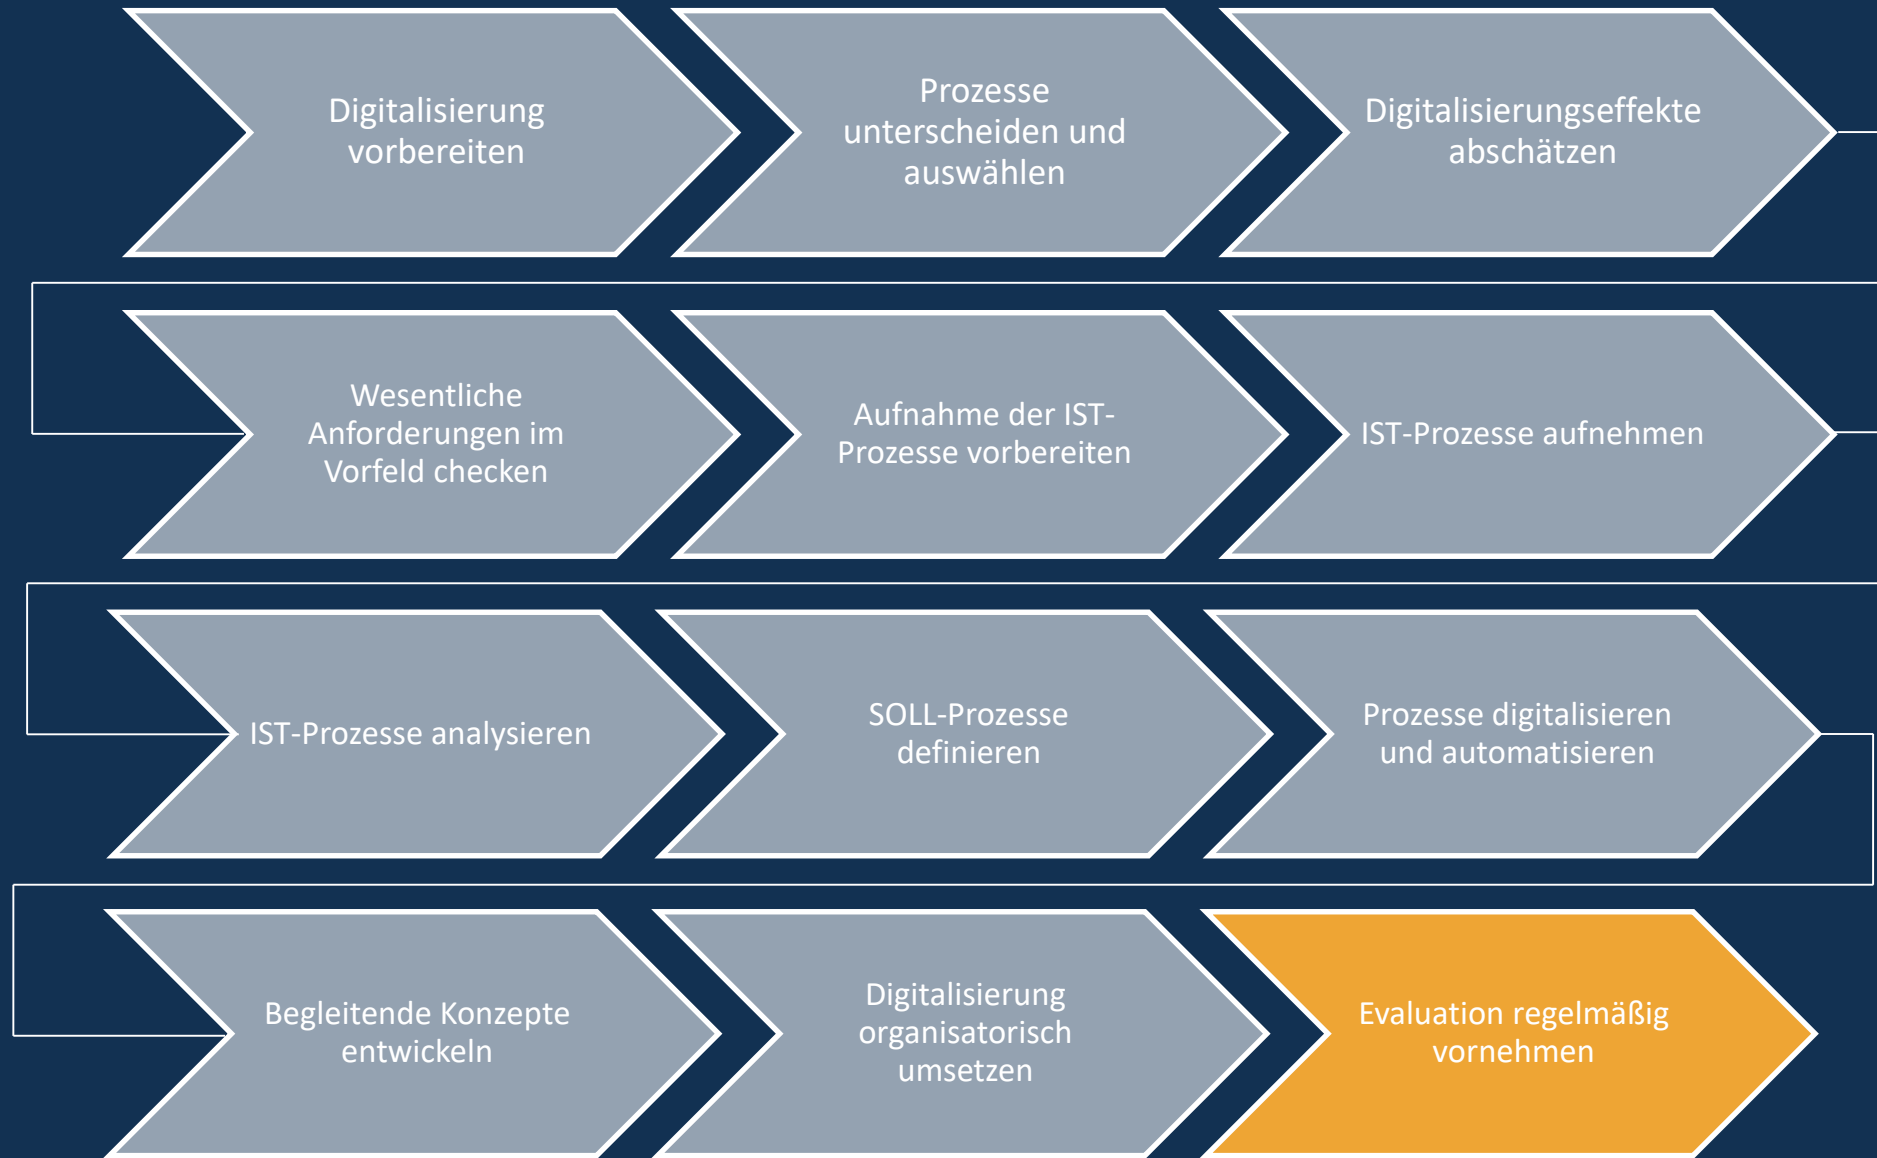 Digitalisierung
vorbereiten
Prozesse
unterscheiden und
auswählen
Digitalisierungseffekte
abschätzen
Wesentliche
Anforderungen im
Vorfeld checken
Aufnahme der IST-
Prozesse vorbereiten
IST-Prozesse aufnehmen
IST-Prozesse analysieren
SOLL-Prozesse
definieren
Prozesse digitalisieren
und automatisieren
Begleitende Konzepte
entwickeln
Digitalisierung
organisatorisch
umsetzen
Evaluation regelmäßig
vornehmen